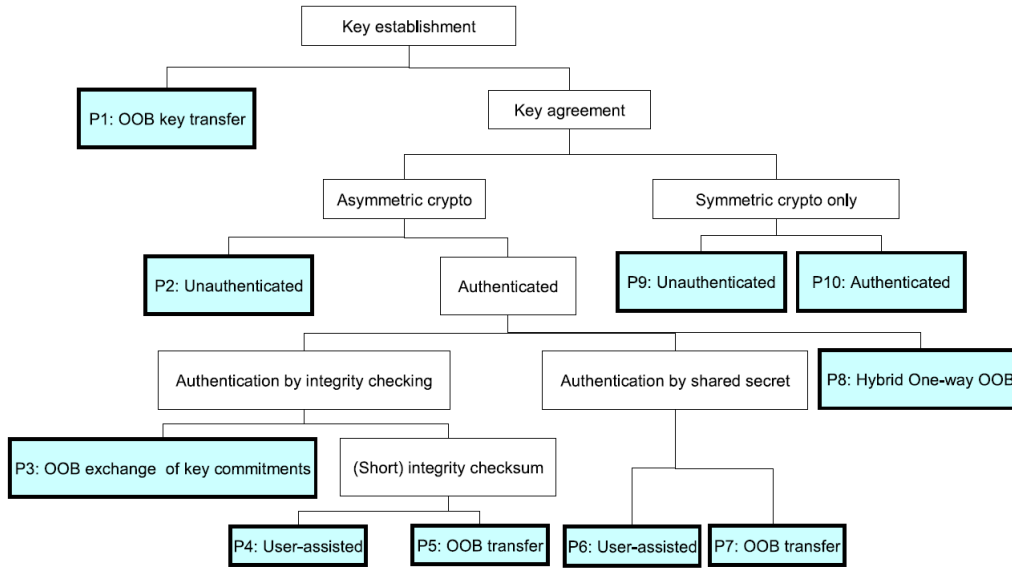 Key establishment
P1: OOB key transfer
Key agreement
Asymmetric crypto
Symmetric crypto only
P2: Unauthenticated
Authenticated
P9: Unauthenticated
P10: Authenticated
Authentication by integrity checking
Authentication by shared secret
P8: Hybrid One-way OOB
P3: OOB exchange of key commitments
(Short) integrity checksum
P4: User-assisted
P5: OOB transfer
P6: User-assisted
P7: OOB transfer